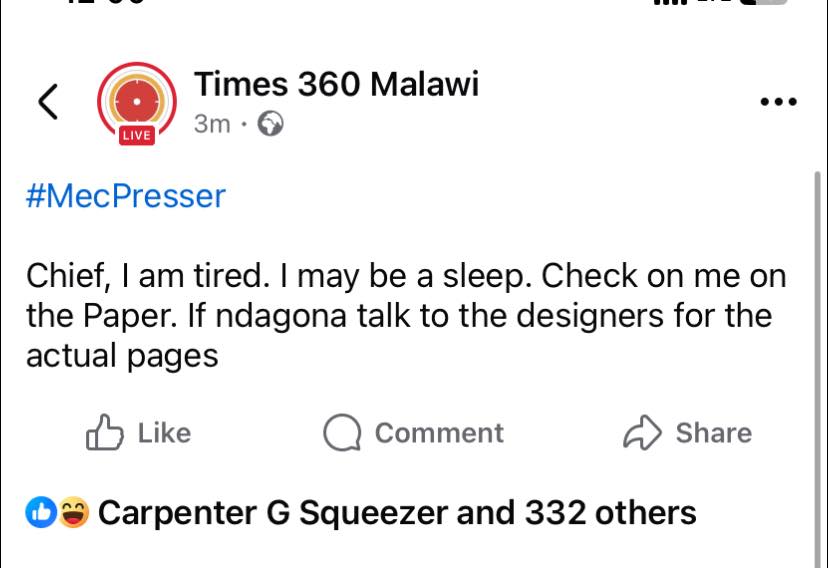 Times 360 Malawi
LIVE
3m ·
#MecPresser
Chief, I am tired. I may be a sleep. Check on me on
the Paper. If ndagona talk to the designers for the
actual pages
Like Comment Share
Carpenter G Squeezer and 332 others